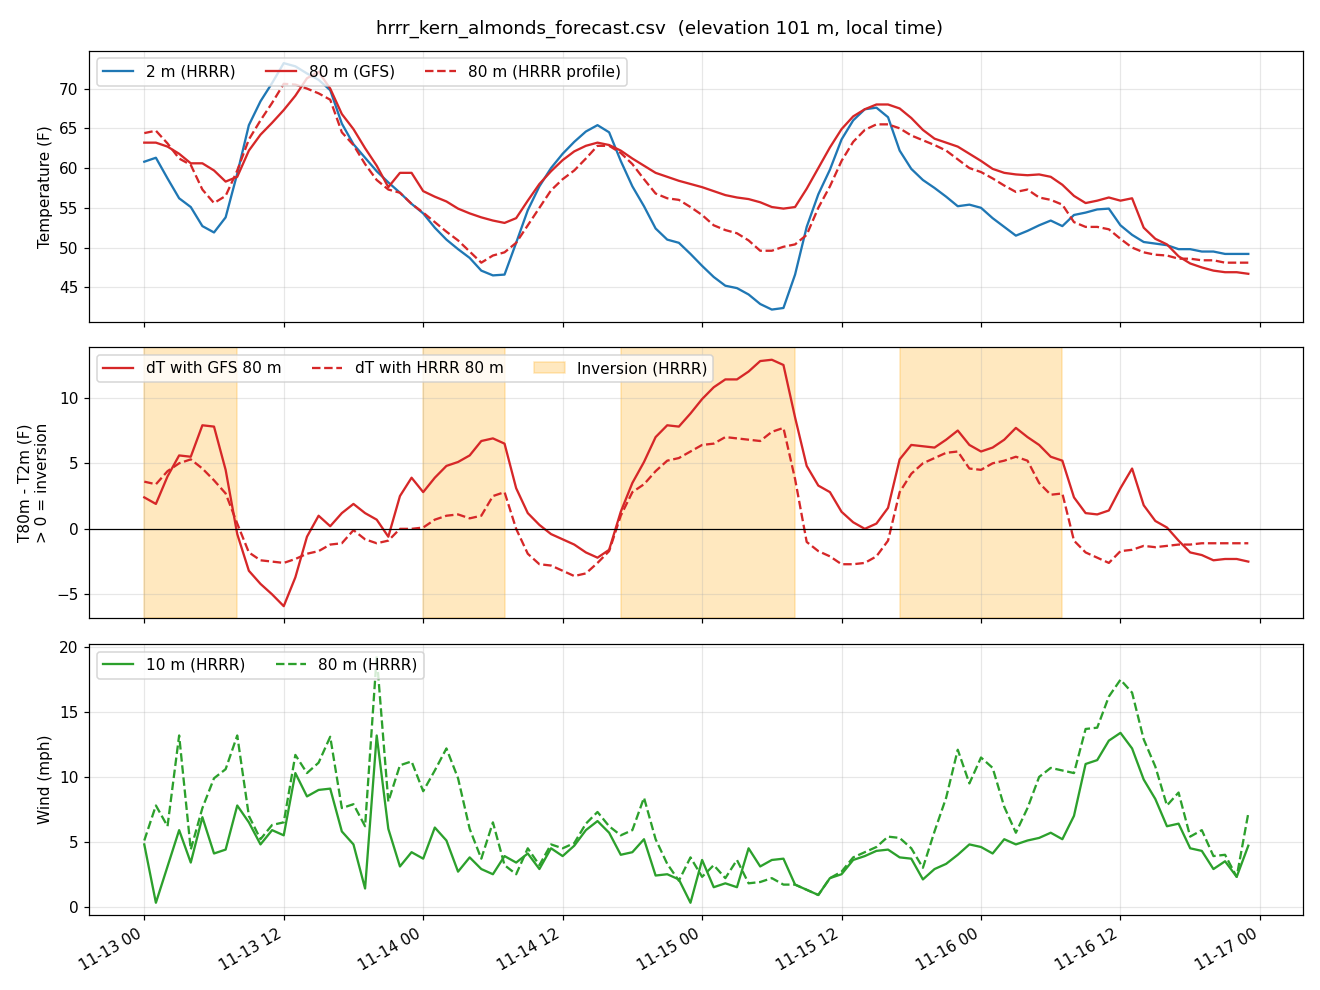 hrrr_kern_almonds_forecast.csv  (elevation 101 m, local time)
2 m (HRRR)  80 m (GFS)  80 m (HRRR profile)
Temperature (F)
70
65
60
55
50
45
dT with GFS 80 m  dT with HRRR 80 m  Inversion (HRRR)
T80m - T2m (F)
> 0 = inversion
10
5
0
−5
10 m (HRRR)  80 m (HRRR)
Wind (mph)
20
15
10
5
0
11-13 00  11-13 12  11-14 00  11-14 12  11-15 00  11-15 12  11-16 00  11-16 12  11-17 00